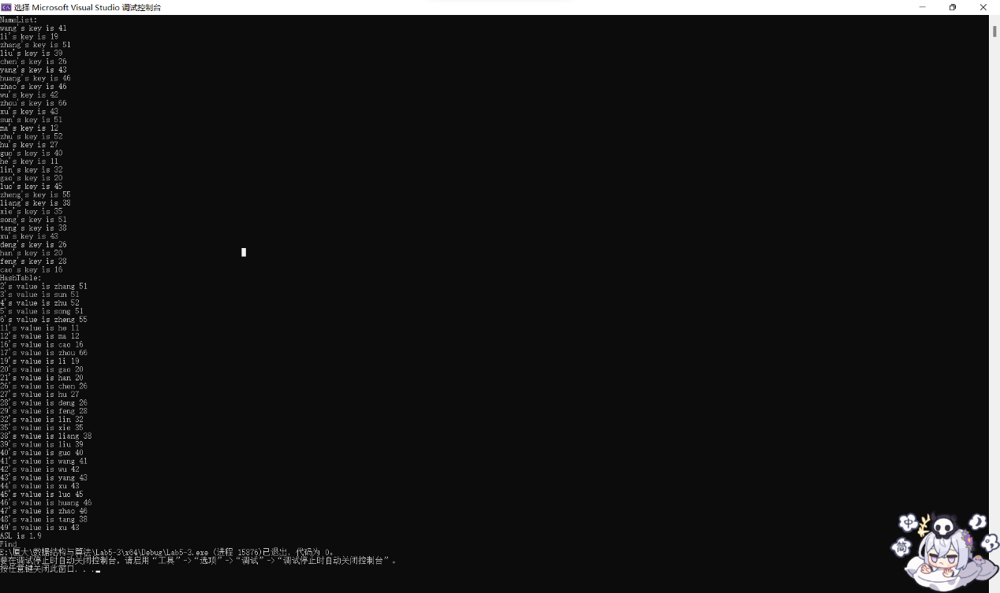 选择 Microsoft Visual Studio 调试控制台
NameList:
wang's key is 41
li's key is 19
zhang's key is 51
liu's key is 39
chen's key is 26
yang's key is 43
huang's key is 46
zhao's key is 46
wu's key is 42
zhou's key is 66
xu's key is 43
sun's key is 51
ma's key is 12
zhu's key is 52
hu's key is 27
guo's key is 40
he's key is 11
lin's key is 32
gao's key is 20
luo's key is 45
zheng's key is 55
liang's key is 38
xie's key is 35
song's key is 51
tang's key is 38
xu's key is 43
deng's key is 26
han's key is 20
feng's key is 28
cao's key is 16
HashTable:
2's value is zhang 51
3's value is sun 51
4's value is zhu 52
5's value is song 51
6's value is zheng 55
11's value is he 11
12's value is ma 12
16's value is cao 16
17's value is zhou 66
19's value is li 19
20's value is gao 20
21's value is han 20
26's value is chen 26
27's value is hu 27
28's value is deng 26
29's value is feng 28
32's value is lin 32
35's value is xie 35
38's value is liang 38
39's value is liu 39
40's value is guo 40
41's value is wang 41
42's value is wu 42
43's value is yang 43
44's value is xu 43
45's value is luo 45
46's value is huang 46
47's value is zhao 46
48's value is tang 38
49's value is xu 43
ASL is 1.9
Find
E:\厦大\数据结构与算法\Lab5-3\x64\Debug\Lab5-3.exe (进程 15876)已退出，代码为 0。
要在调试停止时自动关闭控制台，请启用“工具”->“选项”->“调试”->“调试停止时自动关闭控制台”。
按任意键关闭此窗口. . .
中
简